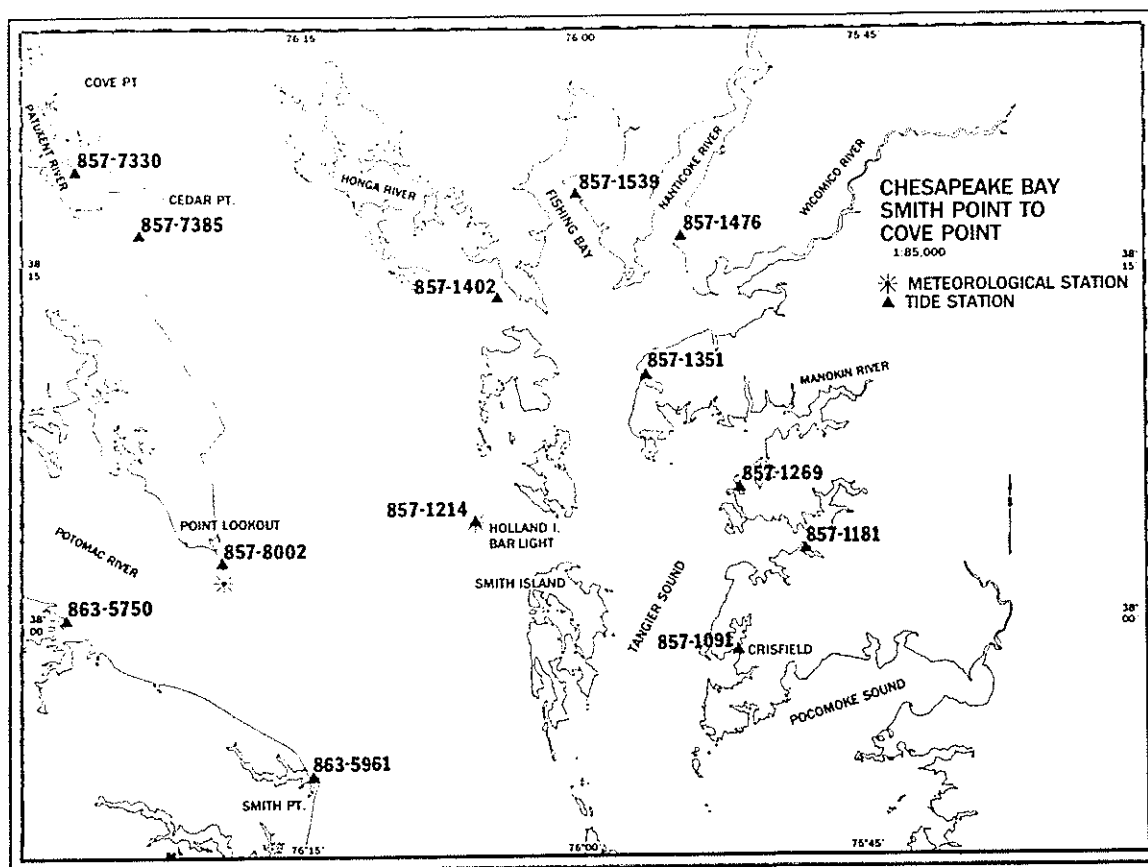 76 15
76 00
75 45
COVE PT
PATUXENT RIVER
857-7330
CEDAR PT.
857-7385
HONGA RIVER
FISHING BAY
857-1539
NANTICOKE RIVER
857-1476
WICOMICO RIVER
CHESAPEAKE BAY
SMITH POINT TO
COVE POINT
1:85,000
METEOROLOGICAL STATION
TIDE STATION
38
15
38°
15
857-1402
857-1351
MANOKIN RIVER
857-1269
857-1214
HOLLAND I.
BAR LIGHT
857-1181
POINT LOOKOUT
857-8002
POTOMAC RIVER
SMITH ISLAND
TANGIER SOUND
863-5750
38°
00
38°
00
857-1091
CRISFIELD
POCOMOKE SOUND
863-5961
SMITH PT.
76°15
76°00
75°45